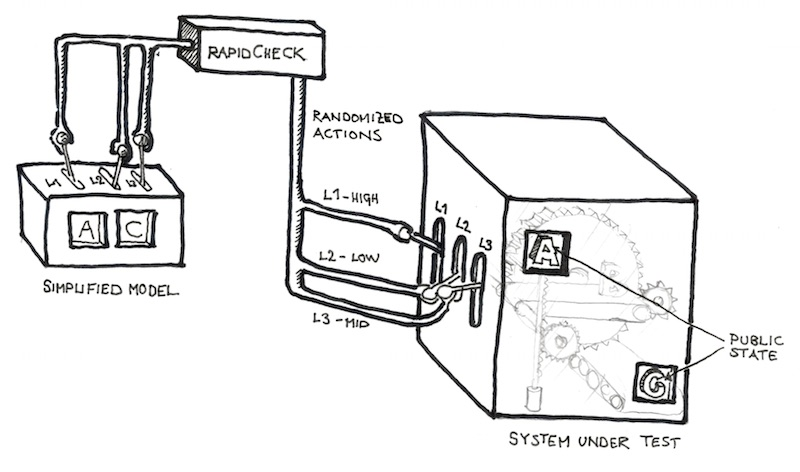 RAPIDCHECK
RANDOMIZED
ACTIONS
L1 L2 L3
A C
SIMPLIFIED MODEL
L1-HIGH
L2-LOW
L3-MID
L1
L2
L3
A
G
PUBLIC
STATE
SYSTEM UNDER TEST